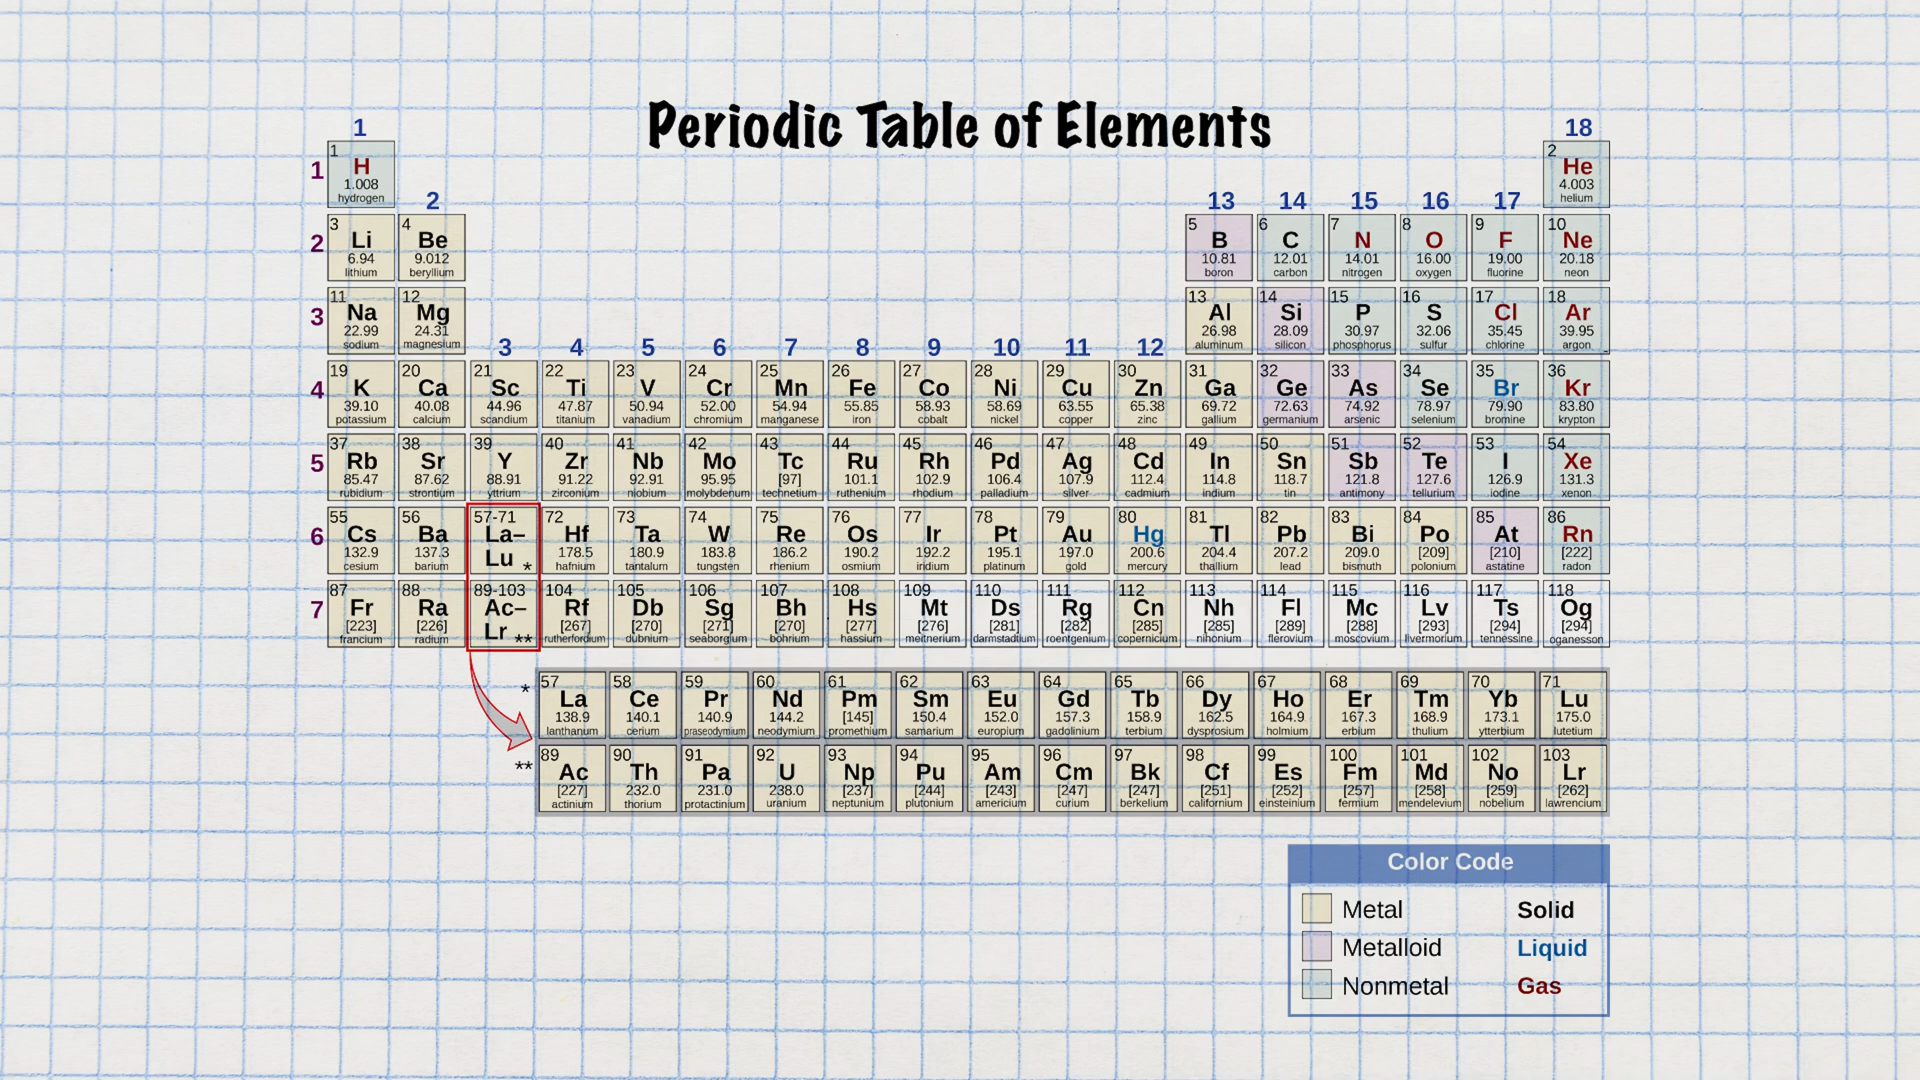 Periodic Table of Elements
1 18
1 1 H 1.008 hydrogen 2 He 4.003 helium
2 13 14 15 16 17
2 3 Li 6.94 lithium 4 Be 9.012 beryllium 5 B 10.81 boron 6 C 12.01 carbon 7 N 14.01 nitrogen 8 O 16.00 oxygen 9 F 19.00 fluorine 10 Ne 20.18 neon
3 11 Na 22.99 sodium 12 Mg 24.31 magnesium 13 Al 26.98 aluminum 14 Si 28.09 silicon 15 P 30.97 phosphorus 16 S 32.06 sulfur 17 Cl 35.45 chlorine 18 Ar 39.95 argon
3 4 5 6 7 8 9 10 11 12
4 19 K 39.10 potassium 20 Ca 40.08 calcium 21 Sc 44.96 scandium 22 Ti 47.87 titanium 23 V 50.94 vanadium 24 Cr 52.00 chromium 25 Mn 54.94 manganese 26 Fe 55.85 iron 27 Co 58.93 cobalt 28 Ni 58.69 nickel 29 Cu 63.55 copper 30 Zn 65.38 zinc 31 Ga 69.72 gallium 32 Ge 72.63 germanium 33 As 74.92 arsenic 34 Se 78.97 selenium 35 Br 79.90 bromine 36 Kr 83.80 krypton
5 37 Rb 85.47 rubidium 38 Sr 87.62 strontium 39 Y 88.91 yttrium 40 Zr 91.22 zirconium 41 Nb 92.91 niobium 42 Mo 95.95 molybdenum 43 Tc [97] technetium 44 Ru 101.1 ruthenium 45 Rh 102.9 rhodium 46 Pd 106.4 palladium 47 Ag 107.9 silver 48 Cd 112.4 cadmium 49 In 114.8 indium 50 Sn 118.7 tin 51 Sb 121.8 antimony 52 Te 127.6 tellurium 53 I 126.9 iodine 54 Xe 131.3 xenon
6 55 Cs 132.9 cesium 56 Ba 137.3 barium 57-71 La–Lu * 72 Hf 178.5 hafnium 73 Ta 180.9 tantalum 74 W 183.8 tungsten 75 Re 186.2 rhenium 76 Os 190.2 osmium 77 Ir 192.2 iridium 78 Pt 195.1 platinum 79 Au 197.0 gold 80 Hg 200.6 mercury 81 Tl 204.4 thallium 82 Pb 207.2 lead 83 Bi 209.0 bismuth 84 Po [209] polonium 85 At [210] astatine 86 Rn [222] radon
7 87 Fr [223] francium 88 Ra [226] radium 89-103 Ac–Lr ** 104 Rf [267] rutherfordium 105 Db [270] dubnium 106 Sg [271] seaborgium 107 Bh [270] bohrium 108 Hs [277] hassium 109 Mt [276] meitnerium 110 Ds [281] darmstadtium 111 Rg [282] roentgenium 112 Cn [285] copernicium 113 Nh [285] nihonium 114 Fl [289] flerovium 115 Mc [288] moscovium 116 Lv [293] livermorium 117 Ts [294] tennessine 118 Og [294] oganesson
* 57 La 138.9 lanthanum 58 Ce 140.1 cerium 59 Pr 140.9 praseodymium 60 Nd 144.2 neodymium 61 Pm [145] promethium 62 Sm 150.4 samarium 63 Eu 152.0 europium 64 Gd 157.3 gadolinium 65 Tb 158.9 terbium 66 Dy 162.5 dysprosium 67 Ho 164.9 holmium 68 Er 167.3 erbium 69 Tm 168.9 thulium 70 Yb 173.1 ytterbium 71 Lu 175.0 lutetium
** 89 Ac [227] actinium 90 Th 232.0 thorium 91 Pa 231.0 protactinium 92 U 238.0 uranium 93 Np [237] neptunium 94 Pu [244] plutonium 95 Am [243] americium 96 Cm [247] curium 97 Bk [247] berkelium 98 Cf [251] californium 99 Es [252] einsteinium 100 Fm [257] fermium 101 Md [258] mendelevium 102 No [259] nobelium 103 Lr [262] lawrencium
Color Code
Metal Solid
Metalloid Liquid
Nonmetal Gas